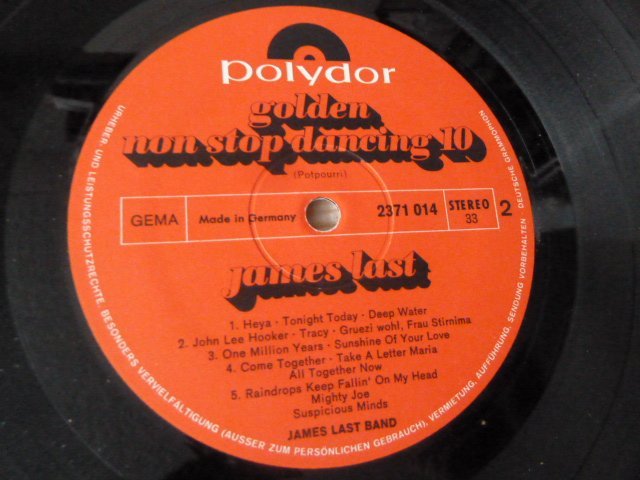 polydor
golden
non stop dancing 10
(Potpourri)
GEMA
Made in Germany
2371 014
STEREO
33
2
james last
1. Heya · Tonight Today · Deep Water
2. John Lee Hooker · Tracy · Gruezi wohl, Frau Stirnima
3. One Million Years · Sunshine Of Your Love
4. Come Together · Take A Letter Maria
All Together Now
5. Raindrops Keep Fallin' On My Head
Mighty Joe
Suspicious Minds
JAMES LAST BAND
URHEBER- UND LEISTUNGSSCHUTZRECHTE, BESONDERS VERVIELFÄLTIGUNG (AUSSER ZUM PERSÖNLICHEN GEBRAUCH), VERMIETUNG, AUFFÜHRUNG, SENDUNG VORBEHALTEN · DEUTSCHE GRAMMOPHON